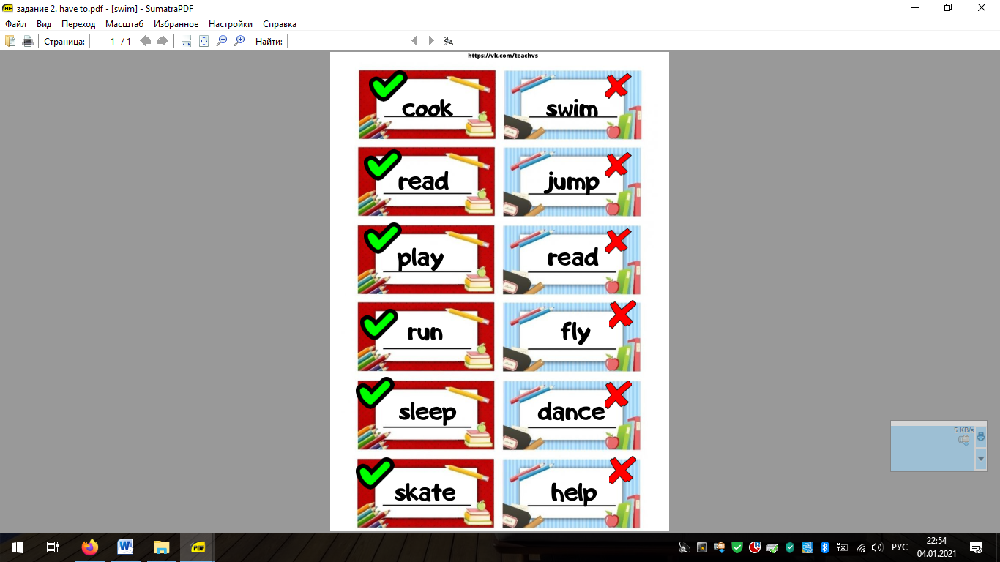 задание 2. have to.pdf - [swim] - SumatraPDF
Файл Вид Переход Масштаб Избранное Настройки Справка
Страница: 1 / 1 Найти:
https://vk.com/teachvs
cook swim
read jump
play read
run fly
sleep dance
skate help
5 KB/s
РУС
22:54
04.01.2021